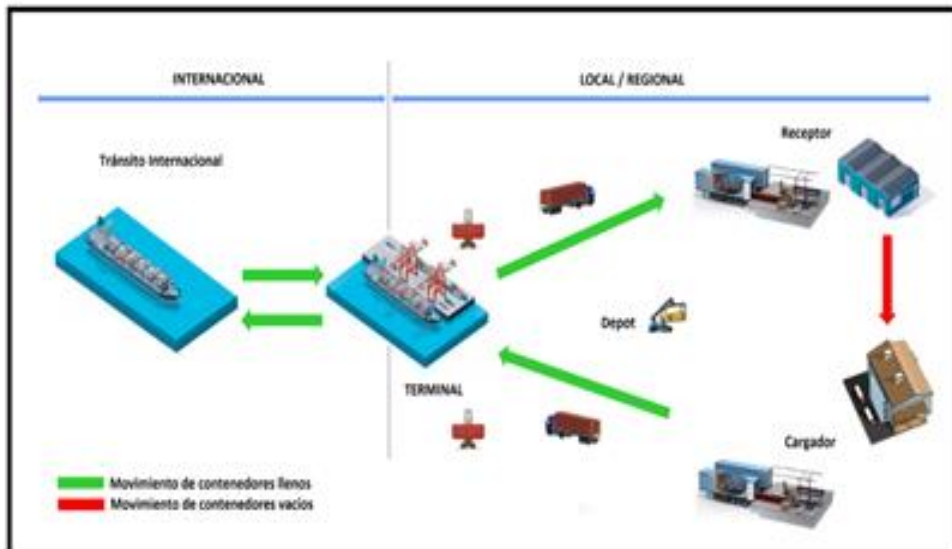 INTERNACIONAL
LOCAL / REGIONAL
Receptor
Tránsito Internacional
Depot
TERMINAL
Cargador
Movimiento de contenedores llenos
Movimiento de contenedores vacíos